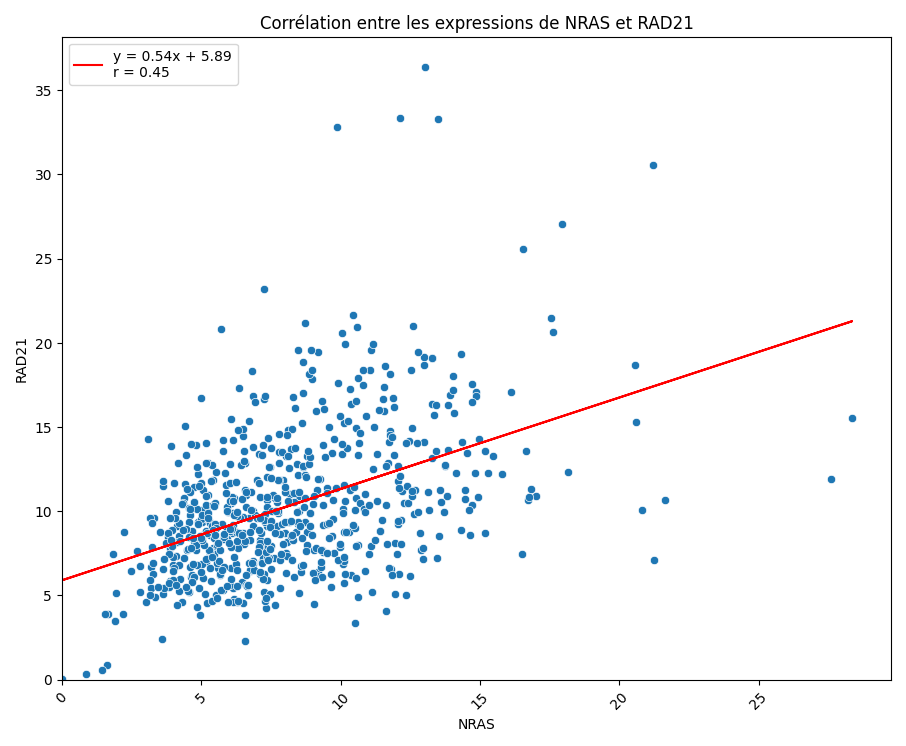 Corrélation entre les expressions de NRAS et RAD21
y = 0.54x + 5.89
r = 0.45
35
30
25
20
15
10
5
0
RAD21
0
5
10
15
20
25
NRAS